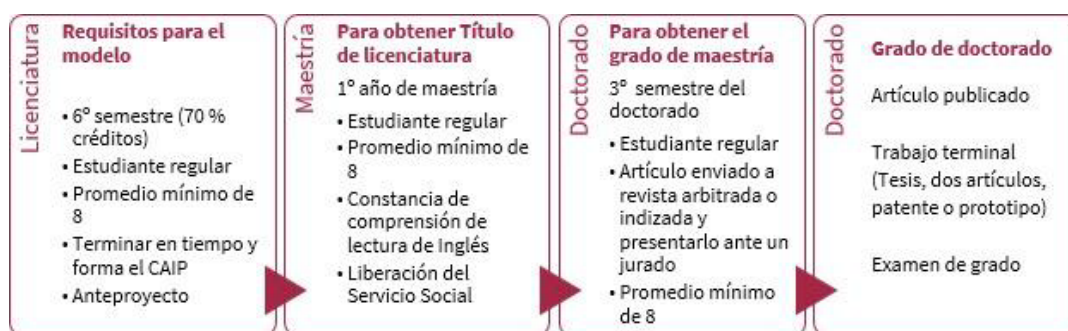 Licenciatura
Requisitos para el
modelo
• 6º semestre (70 %
créditos)
• Estudiante regular
• Promedio mínimo de
8
• Terminar en tiempo y
forma el CAIP
• Anteproyecto
Maestría
Para obtener Título
de licenciatura
1º año de maestría
• Estudiante regular
• Promedio mínimo de
8
• Constancia de
comprensión de
lectura de Inglés
• Liberación del
Servicio Social
Doctorado
Para obtener el
grado de maestría
3º semestre del
doctorado
• Estudiante regular
• Artículo enviado a
revista arbitrada o
indizada y
presentarlo ante un
jurado
• Promedio mínimo
de 8
Doctorado
Grado de doctorado
Artículo publicado
Trabajo terminal
(Tesis, dos artículos,
patente o prototipo)
Examen de grado